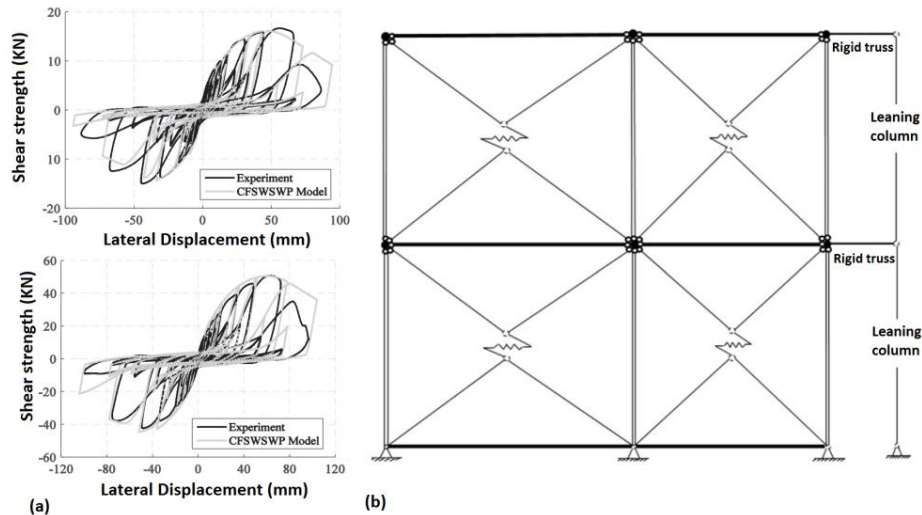 Shear strength (KN)
20
10
0
10
20
-100
-50
0
50
100
Experiment
CFSWSWP Model
Lateral Displacement (mm)
Shear strength (KN)
60
40
20
0
-20
-40
-60
-120
-80
-40
0
40
80
120
Experiment
CFSWSWP Model
Lateral Displacement (mm)
(a)
Rigid truss
Leaning
column
Rigid truss
Leaning
column
(b)